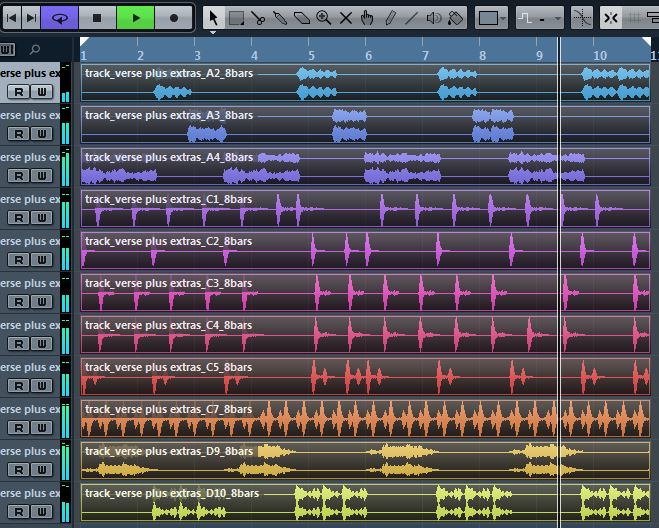 1 2 3 4 5 6 7 8 9 10 11
W
erse plus ex track_verse plus extras_A2_8bars
R W
erse plus ex track_verse plus extras_A3_8bars
R W
erse plus ex track_verse plus extras_A4_8bars
R W
erse plus ex track_verse plus extras_C1_8bars
R W
erse plus ex track_verse plus extras_C2_8bars
R W
erse plus ex track_verse plus extras_C3_8bars
R W
erse plus ex track_verse plus extras_C4_8bars
R W
erse plus ex track_verse plus extras_C5_8bars
R W
erse plus ex track_verse plus extras_C7_8bars
R W
erse plus ex track_verse plus extras_D9_8bars
R W
erse plus ex track_verse plus extras_D10_8bars
R W